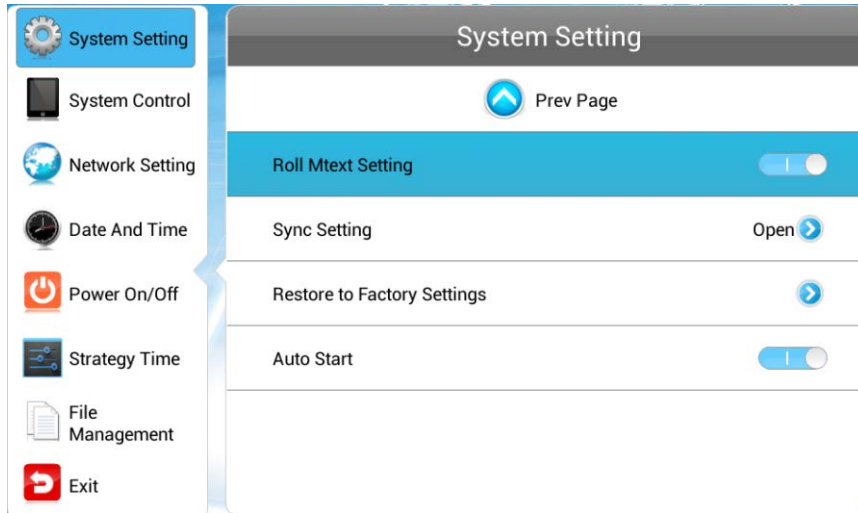 System Setting
System Control
Network Setting
Date And Time
Power On/Off
Strategy Time
File
Management
Exit
System Setting
Prev Page
Roll Mtext Setting
Sync Setting
Open
Restore to Factory Settings
Auto Start